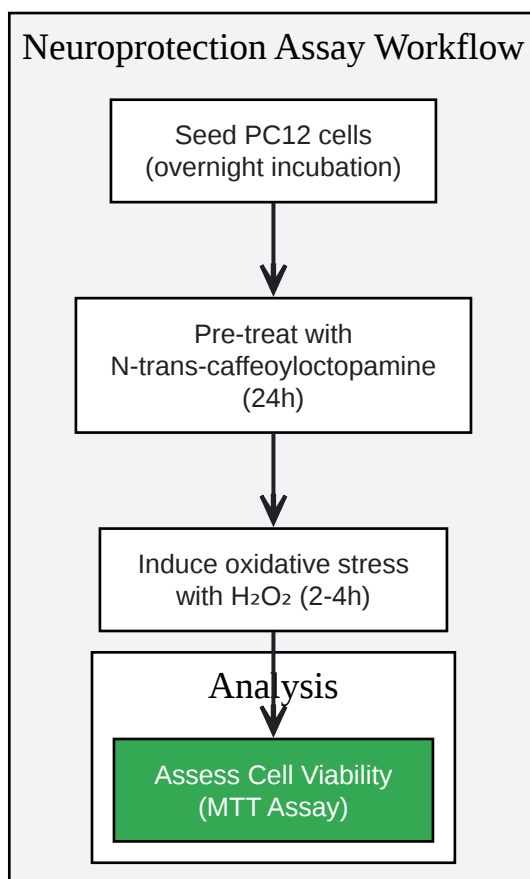 Neuroprotection Assay Workflow
Seed PC12 cells
(overnight incubation)
Pre-treat with
N-trans-caffeoyloctopamine
(24h)
Induce oxidative stress
with H₂O₂ (2-4h)
Analysis
Assess Cell Viability
(MTT Assay)